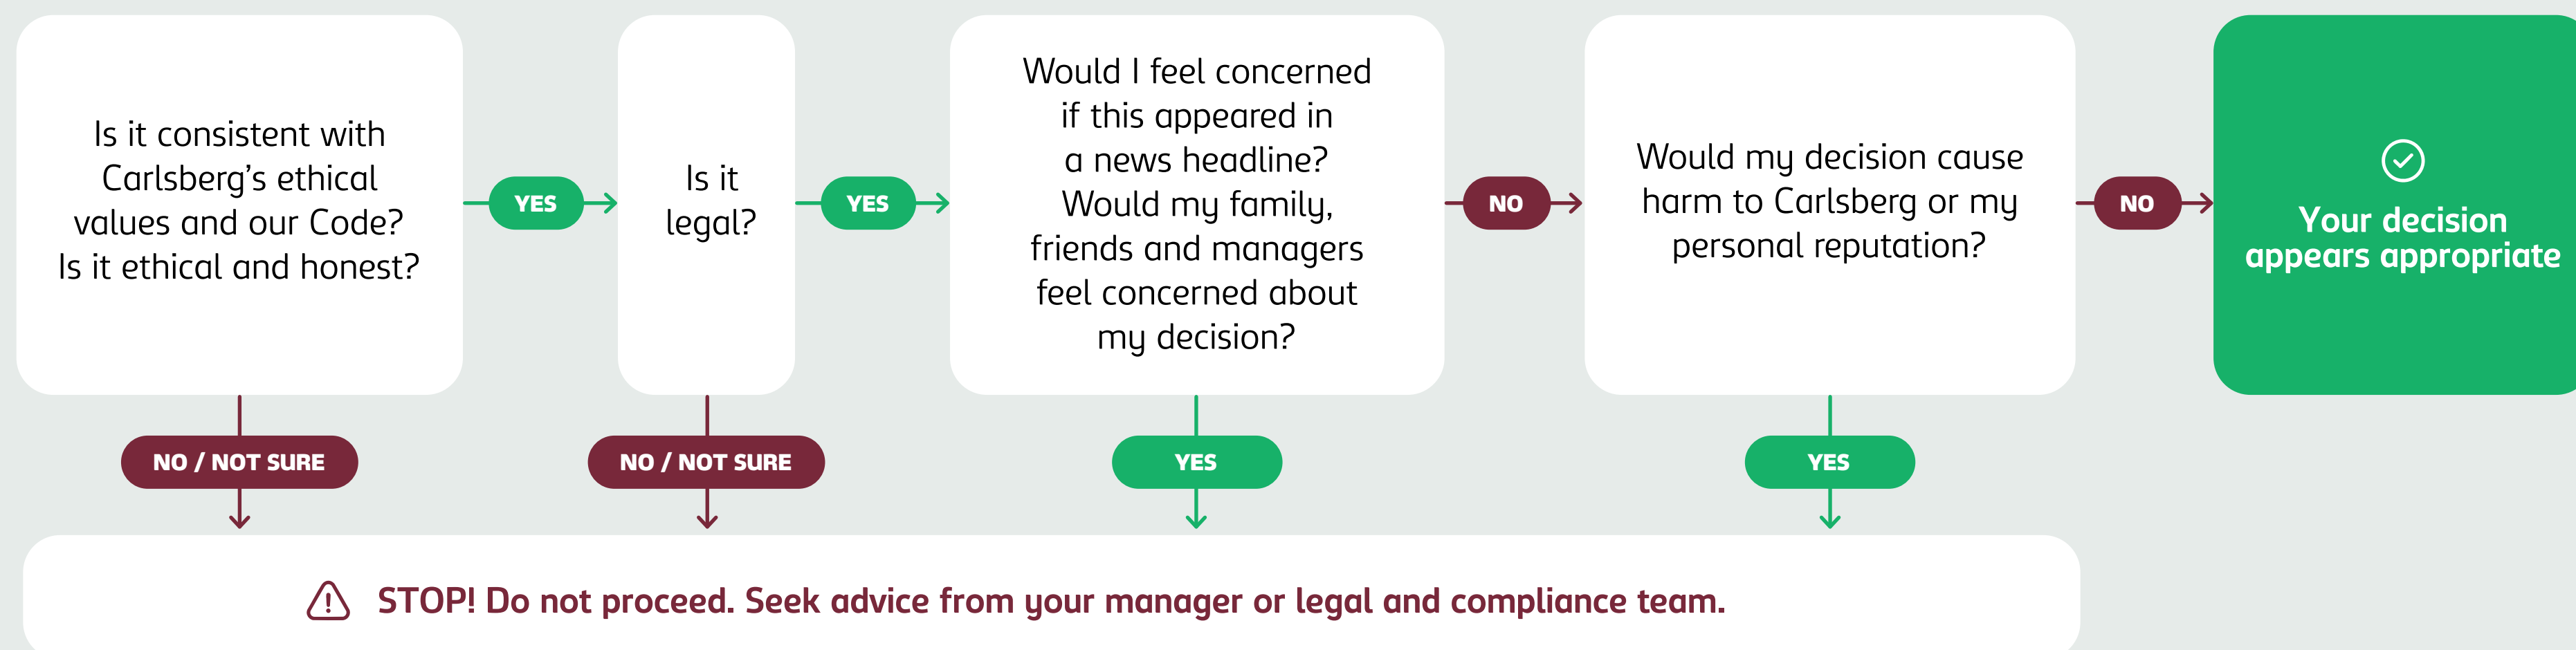 Is it consistent with
Carlsberg’s ethical
values and our Code?
Is it ethical and honest?
YES
Is it
legal?
YES
Would I feel concerned
if this appeared in
a news headline?
Would my family,
friends and managers
feel concerned about
my decision?
NO
Would my decision cause
harm to Carlsberg or my
personal reputation?
NO
Your decision
appears appropriate
NO / NOT SURE
NO / NOT SURE
YES
YES
STOP! Do not proceed. Seek advice from your manager or legal and compliance team.